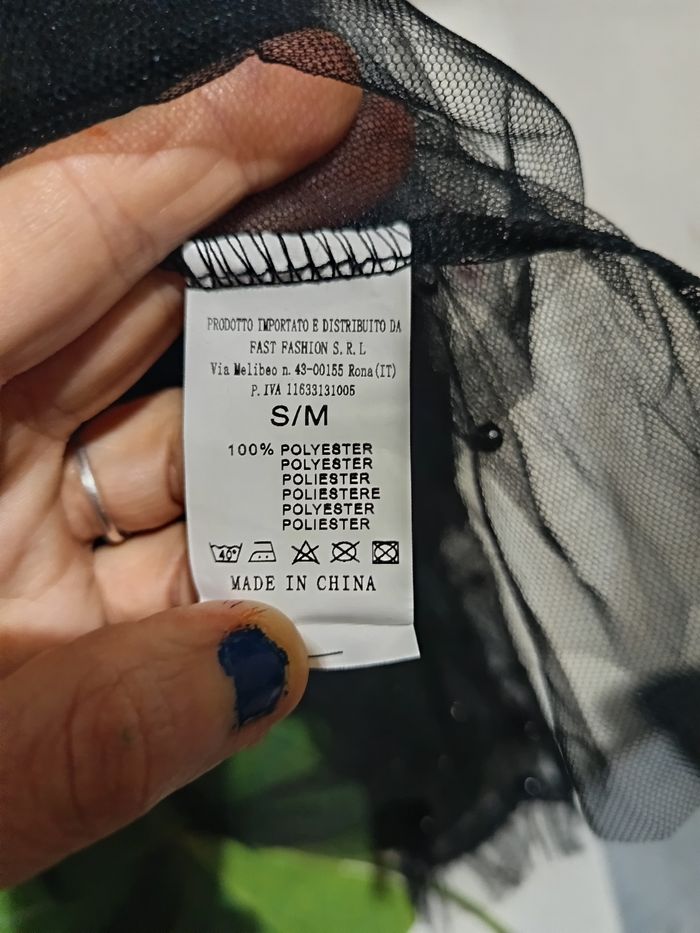 PRODOTTO IMPORTATO E DISTRIBUITO DA
FAST FASHION S.R.L
Via Melibeo n. 43-00155 Rona(IT)
P. IVA 11633131005
S/M
100% POLYESTER
POLYESTER
POLIESTER
POLIESTERE
POLYESTER
POLIESTER
40°
MADE IN CHINA